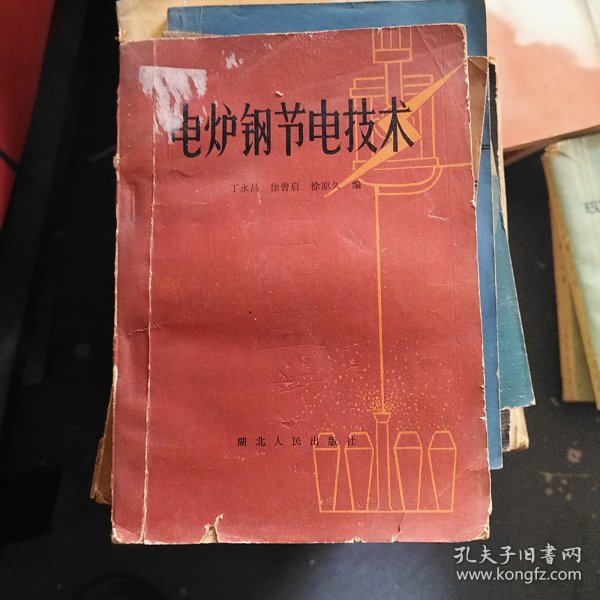 电炉钢节电技术
丁永昌 徐曾启 徐原久 编
湖北人民出版社
孔夫子旧书网
www.kongfz.com